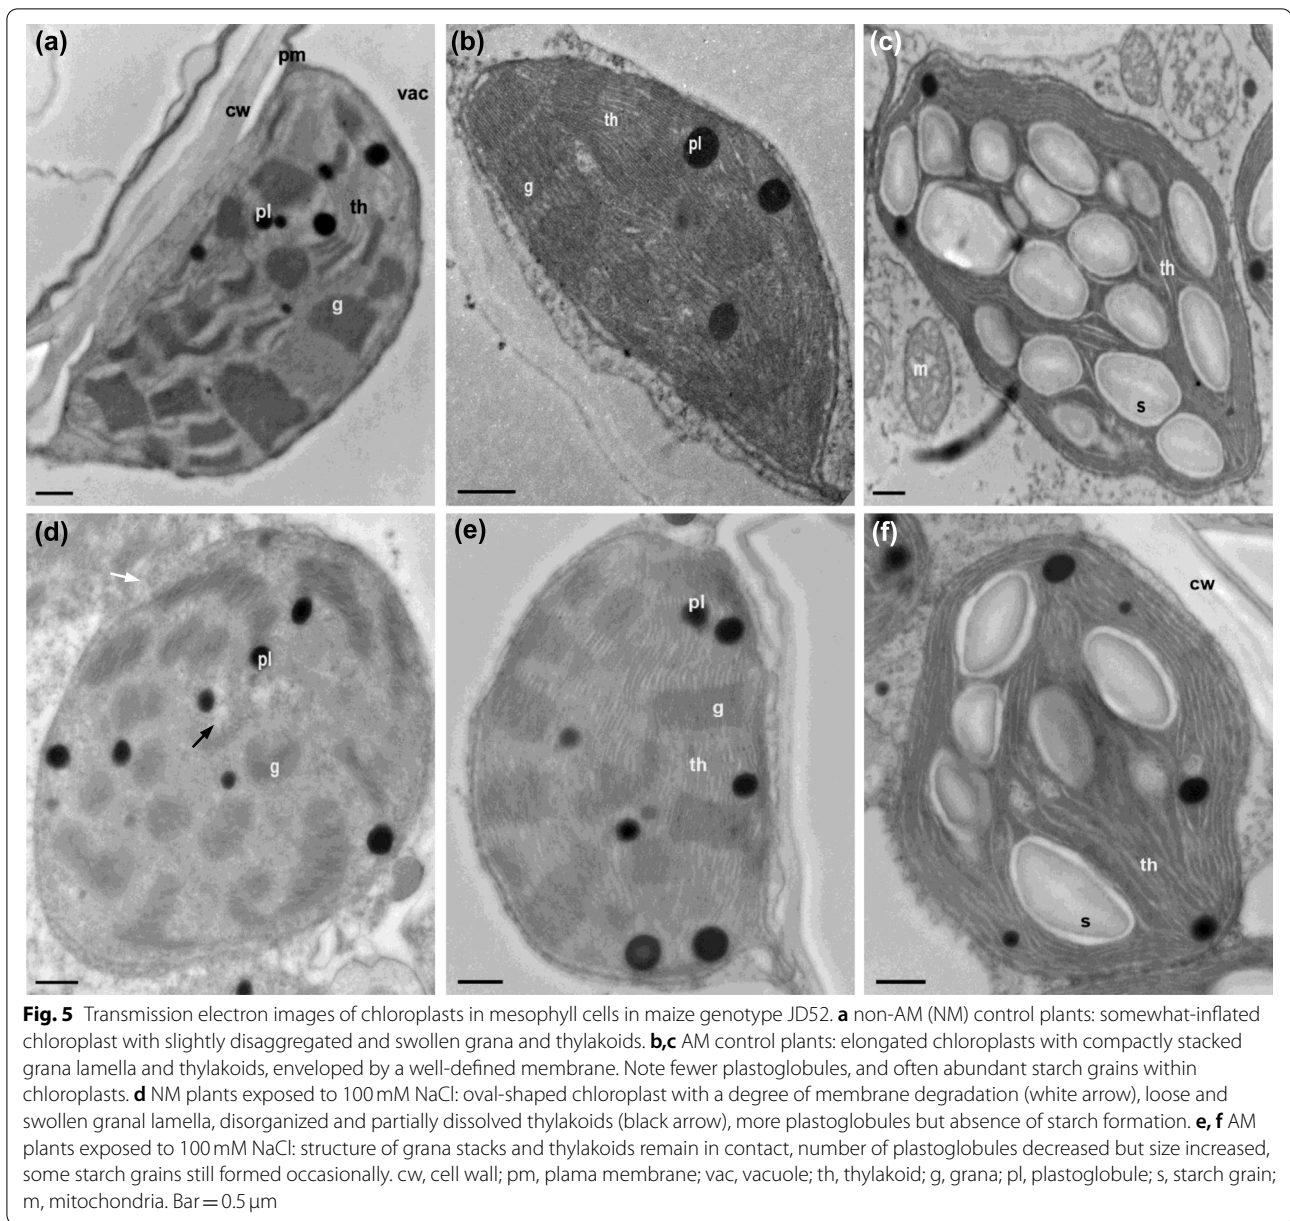 (a)
pm
vac
cw
pl
th
g
(b)
th
pl
g
(c)
th
m
s
(d)
pl
g
(e)
pl
g
th
(f)
cw
th
s
Fig. 5 Transmission electron images of chloroplasts in mesophyll cells in maize genotype JD52. a non-AM (NM) control plants: somewhat-inflated
chloroplast with slightly disaggregated and swollen grana and thylakoids. b,c AM control plants: elongated chloroplasts with compactly stacked
grana lamella and thylakoids, enveloped by a well-defined membrane. Note fewer plastoglobules, and often abundant starch grains within
chloroplasts. d NM plants exposed to 100 mM NaCl: oval-shaped chloroplast with a degree of membrane degradation (white arrow), loose and
swollen granal lamella, disorganized and partially dissolved thylakoids (black arrow), more plastoglobules but absence of starch formation. e, f AM
plants exposed to 100 mM NaCl: structure of grana stacks and thylakoids remain in contact, number of plastoglobules decreased but size increased,
some starch grains still formed occasionally. cw, cell wall; pm, plama membrane; vac, vacuole; th, thylakoid; g, grana; pl, plastoglobule; s, starch grain;
m, mitochondria. Bar = 0.5 μm